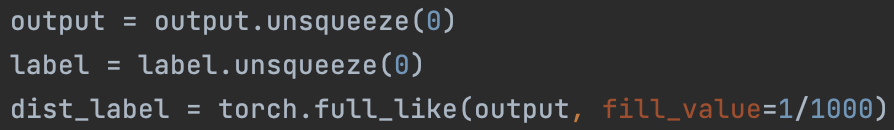 output = output.unsqueeze(0)
label = label.unsqueeze(0)
dist_label = torch.full_like(output, fill_value=1/1000)